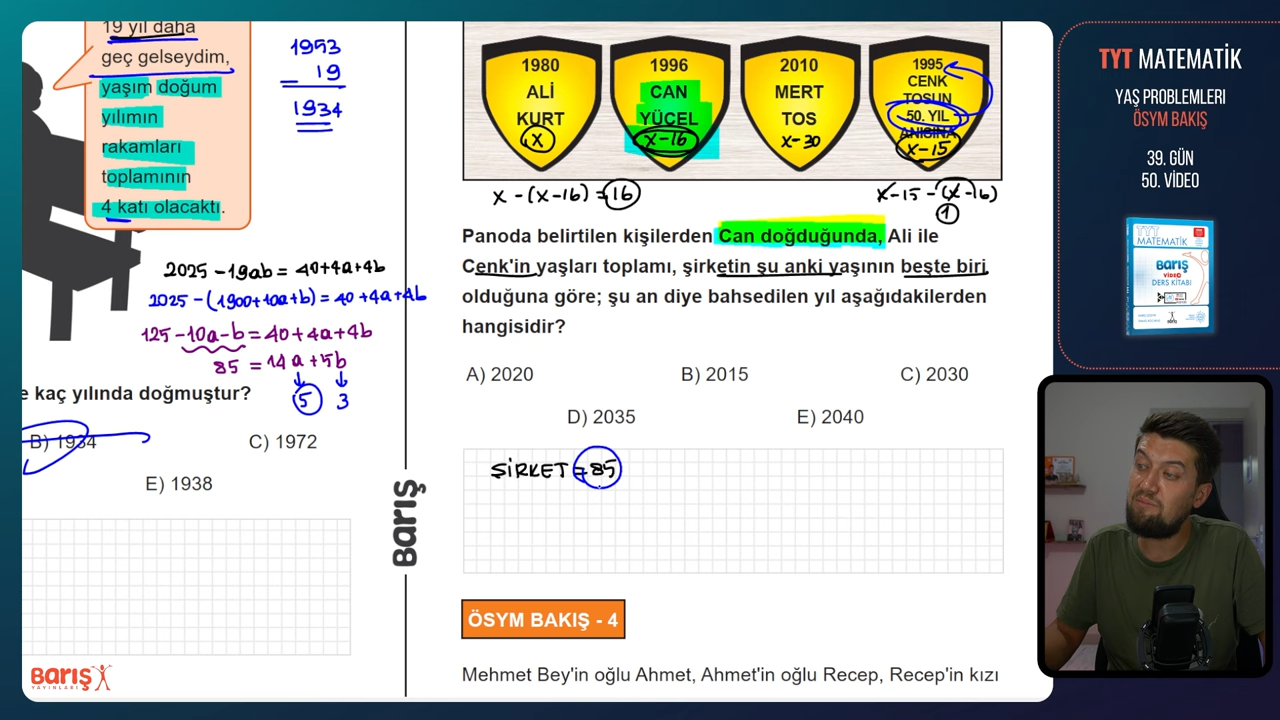 19 yıl daha
geç gelseydim,
yaşım doğum
yılımın
rakamları
toplamının
4 katı olacaktı.
1953
19
1934
2025 - 19ab = 40+4a+4b
2025 - (1900+10a+b) = 40+4a+4b
125 - 10a - b = 40+4a+4b
85 = 14a + 5b
5 3
e kaç yılında doğmuştur?
B) 1934
C) 1972
E) 1938
BARIŞ
YAYINLARI
BARIŞ
1980
ALİ
KURT
x
1996
CAN
YÜCEL
x-16
2010
MERT
TOS
x-30
1995
CENK
TOSUN
50. YIL
ANISINA
x-15
x - (x-16) = 16
x-15 - (x-16)
1
Panoda belirtilen kişilerden Can doğduğunda, Ali ile
Cenk'in yaşları toplamı, şirketin şu anki yaşının beşte biri
olduğuna göre; şu an diye bahsedilen yıl aşağıdakilerden
hangisidir?
A) 2020
B) 2015
C) 2030
D) 2035
E) 2040
ŞİRKET = 85
ÖSYM BAKIŞ - 4
Mehmet Bey'in oğlu Ahmet, Ahmet'in oğlu Recep, Recep'in kızı
TYT MATEMATİK
YAŞ PROBLEMLERI
ÖSYM BAKIŞ
39. GÜN
50. VİDEO
TYT
MATEMATİK
BARIŞ
VİDEO
DERS KİTABI